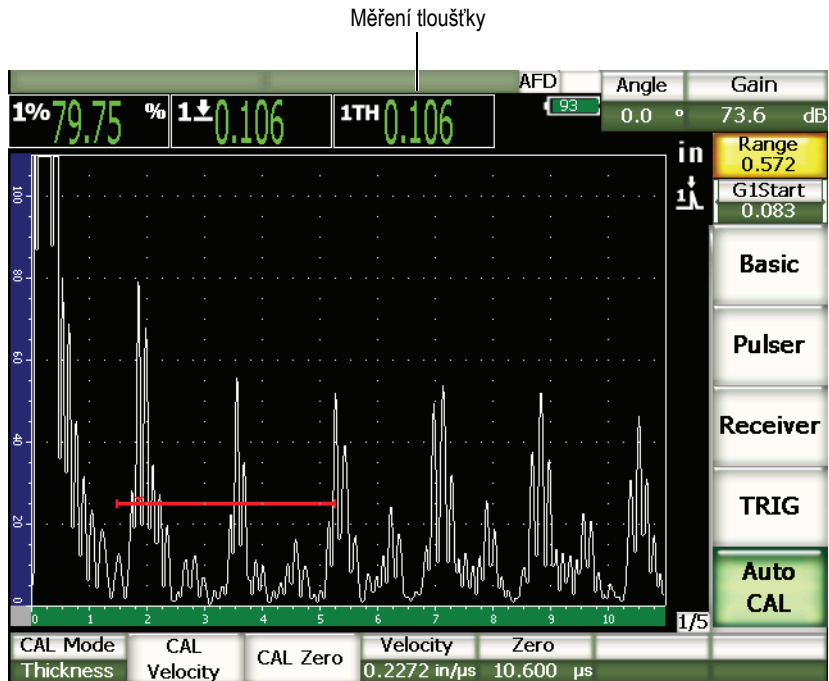 Měření tloušťky
AFD
Angle
Gain
1% 79.75 %
1 0.106
1TH 0.106
93
0.0 °
73.6 dB
in
Range
0.572
1
G1Start
0.083
Basic
Pulser
Receiver
TRIG
Auto
CAL
100
80
60
40
20
0
0 1 2 3 4 5 6 7 8 9 10
1/5
CAL Mode
Thickness
CAL
Velocity
CAL Zero
Velocity
0.2272 in/µs
Zero
10.600 µs